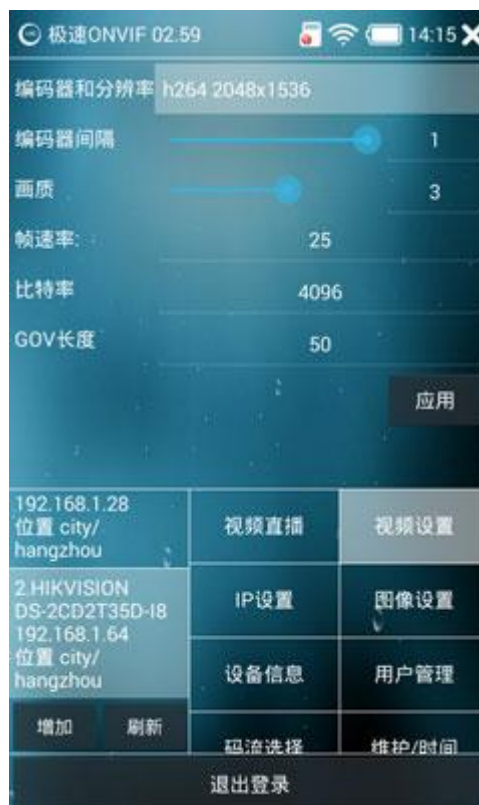 极速ONVIF 02.59 14:15
编码器和分辨率 h264 2048x1536
编码器间隔 1
画质 3
帧速率: 25
比特率 4096
GOV长度 50
应用
192.168.1.28
位置 city/
hangzhou
2.HIKVISION
DS-2CD2T35D-I8
192.168.1.64
位置 city/
hangzhou
增加 刷新
视频直播 视频设置
IP设置 图像设置
设备信息 用户管理
码流选择 维护/时间
退出登录